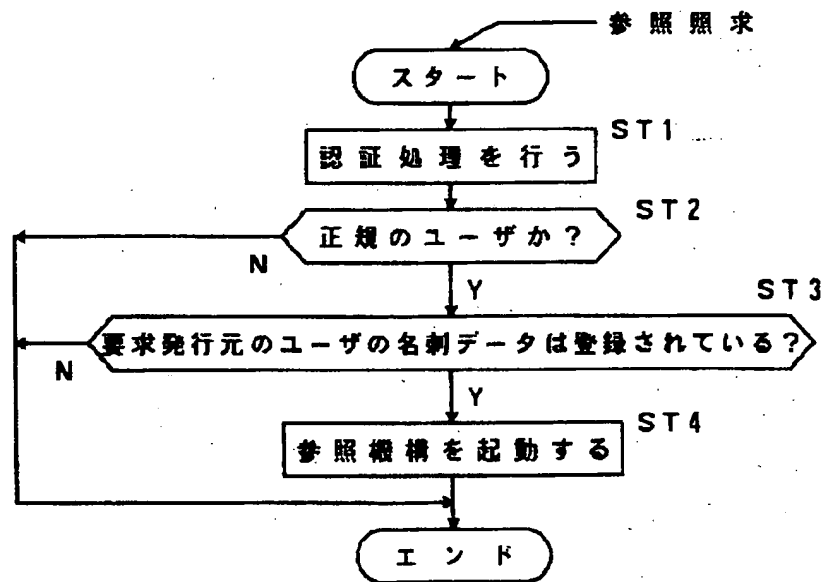 参照照求
スタート
ST1
認証処理を行う
ST2
正規のユーザか?
N
Y
ST3
要求発行元のユーザの名刺データは登録されている?
N
Y
ST4
参照機構を起動する
エンド